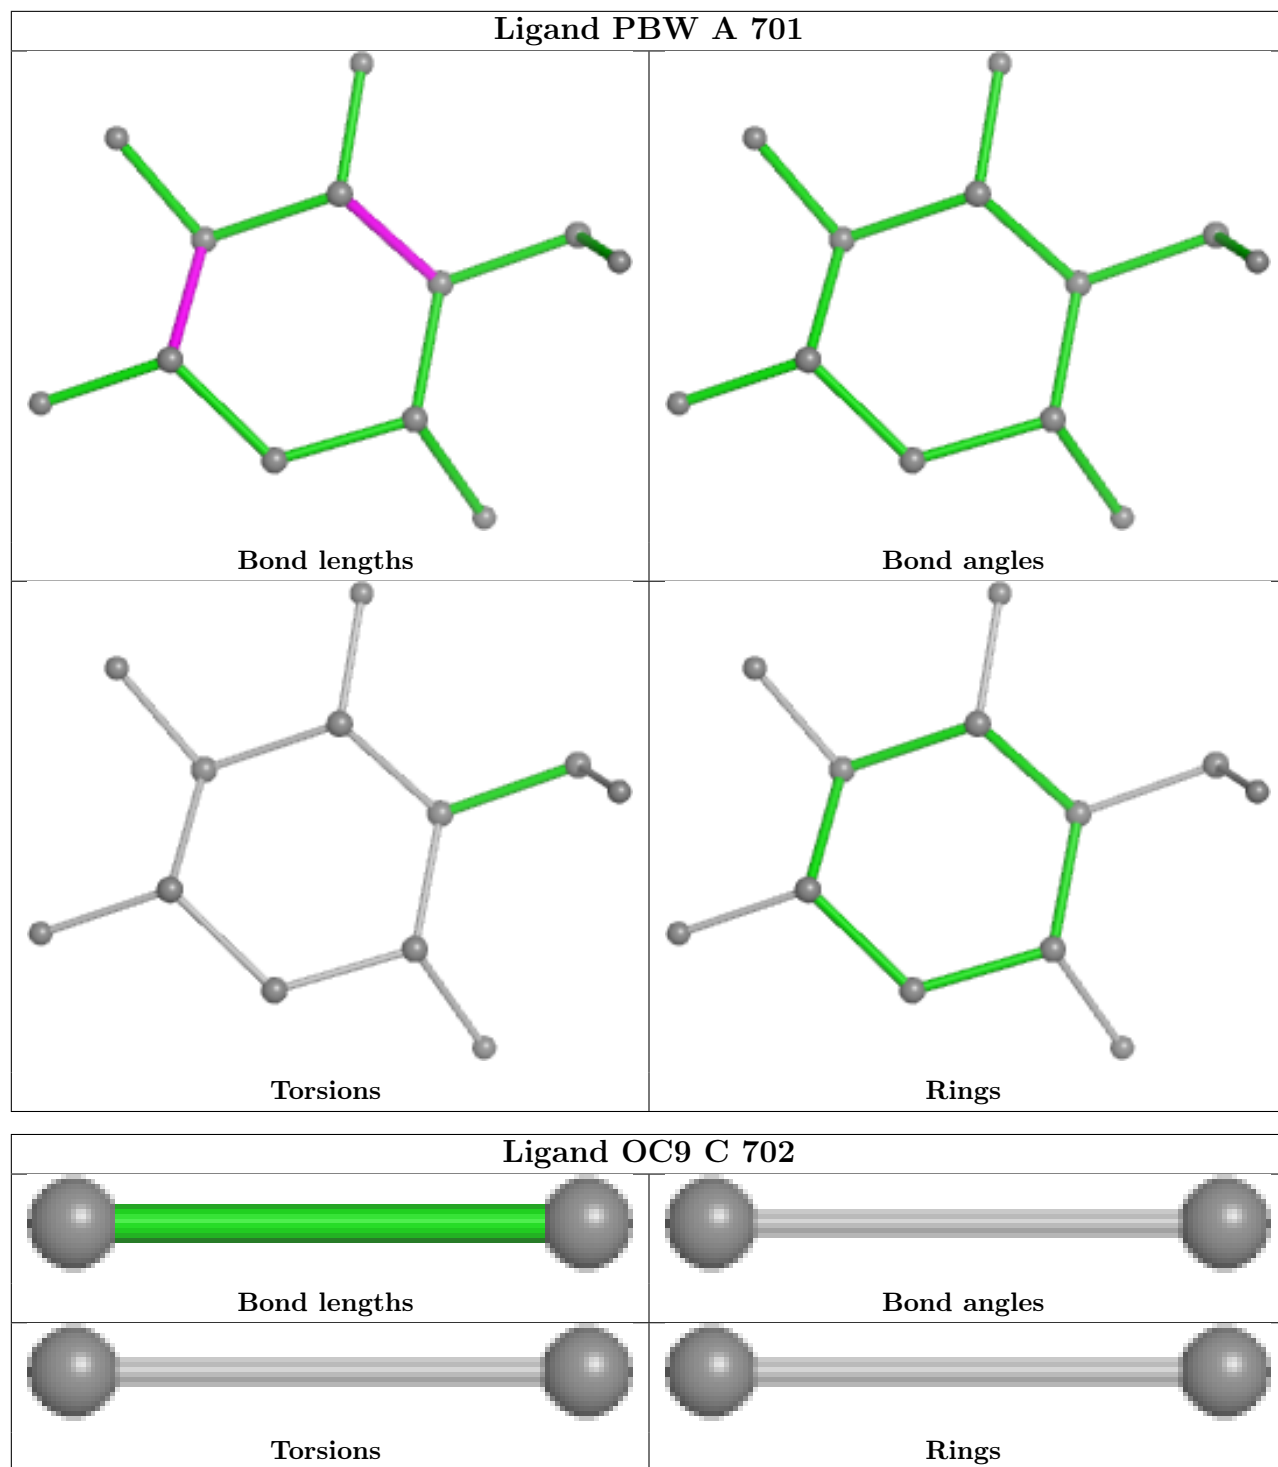 Ligand PBW A 701
Bond lengths
Bond angles
Torsions
Rings
Ligand OC9 C 702
Bond lengths
Bond angles
Torsions
Rings